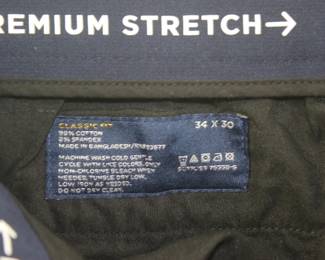 REMIUM STRETCH→
CLASSIC FIT
34 X 30
98% COTTON
2% SPANDEX
MADE IN BANGLADESH/
MACHINE WASH COLD GENTLE
CYCLE WITH LIKE COLORS. ONLY
NON-CHLORINE BLEACH WHEN
NEEDED. TUMBLE DRY LOW.
LOW IRON AS NEEDED.
DO NOT DRY CLEAN.
SUPPLIER